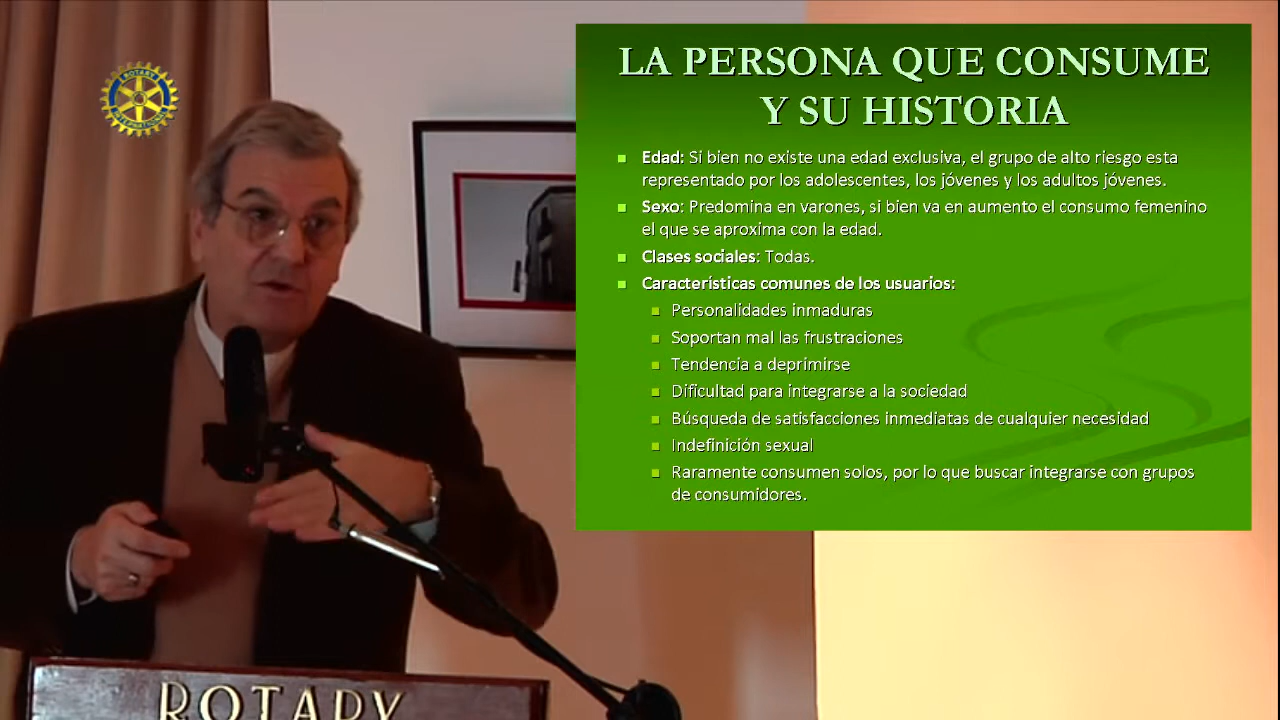 ROTARY
INTERNATIONAL
LA PERSONA QUE CONSUME
Y SU HISTORIA
Edad: Si bien no existe una edad exclusiva, el grupo de alto riesgo esta
representado por los adolescentes, los jóvenes y los adultos jóvenes.
Sexo: Predomina en varones, si bien va en aumento el consumo femenino
el que se aproxima con la edad.
Clases sociales: Todas.
Características comunes de los usuarios:
Personalidades inmaduras
Soportan mal las frustraciones
Tendencia a deprimirse
Dificultad para integrarse a la sociedad
Búsqueda de satisfacciones inmediatas de cualquier necesidad
Indefinición sexual
Raramente consumen solos, por lo que buscar integrarse con grupos
de consumidores.
ROTARY